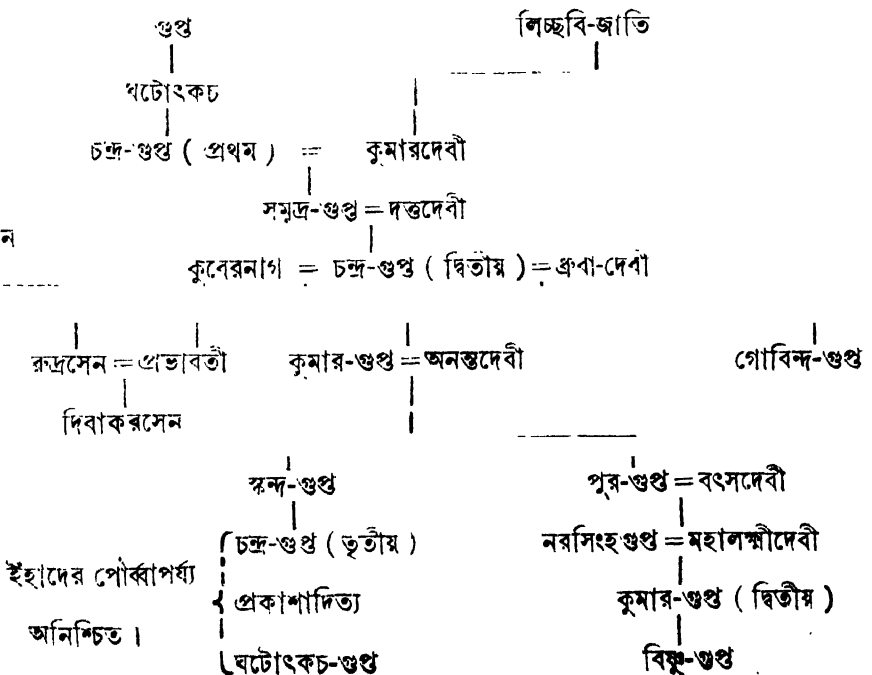 গুপ্ত লিচ্ছবি-জাতি
ঘটোৎকচ
চন্দ্র-গুপ্ত ( প্রথম ) = কুমারদেবী
সমুদ্র-গুপ্ত = দত্তদেবী
ন
কুবেরনাগ = চন্দ্র-গুপ্ত ( দ্বিতীয় ) = ধ্রুবা-দেবী
রুদ্রসেন = প্রভাবতী কুমার-গুপ্ত = অনন্তদেবী গোবিন্দ-গুপ্ত
দিবাকরসেন
স্কন্দ-গুপ্ত পুর-গুপ্ত = বৎসদেবী
চন্দ্র-গুপ্ত ( তৃতীয় ) নরসিংহগুপ্ত = মহালক্ষ্মীদেবী
ইঁহাদের পৌর্ব্বাপর্য্য
প্রকাশাদিত্য কুমার-গুপ্ত ( দ্বিতীয় )
অনিশ্চিত ।
ঘটোৎকচ-গুপ্ত বিষ্ণু-গুপ্ত